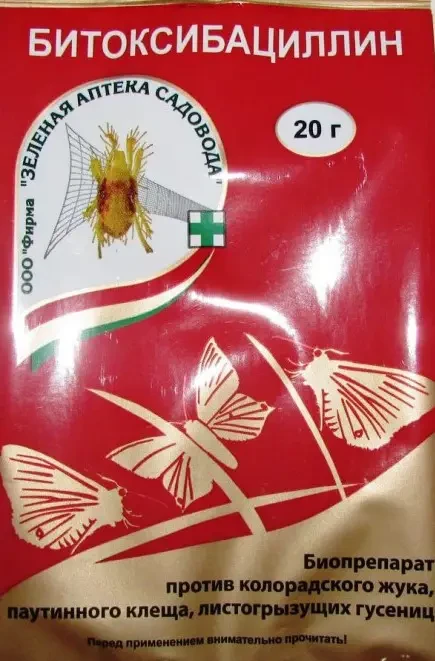 БИТОКСИБАЦИЛЛИН
ООО "Фирма "ЗЕЛЕНАЯ АПТЕКА САДОВОДА"
20 г
Биопрепарат
против колорадского жука,
паутинного клеща, листогрызущих гусениц
Перед применением внимательно прочитать!